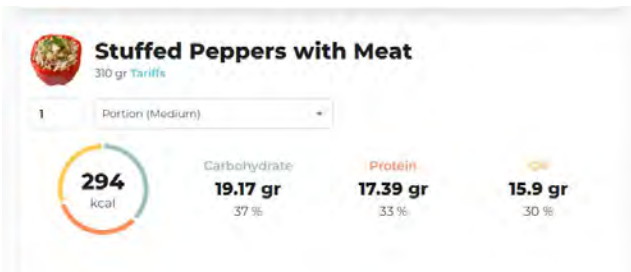 Stuffed Peppers with Meat
310 gr Tariffs
1 Portion (Medium)
294
kcal
Carbohydrate
19.17 gr
37 %
Protein
17.39 gr
33 %
15.9 gr
30 %